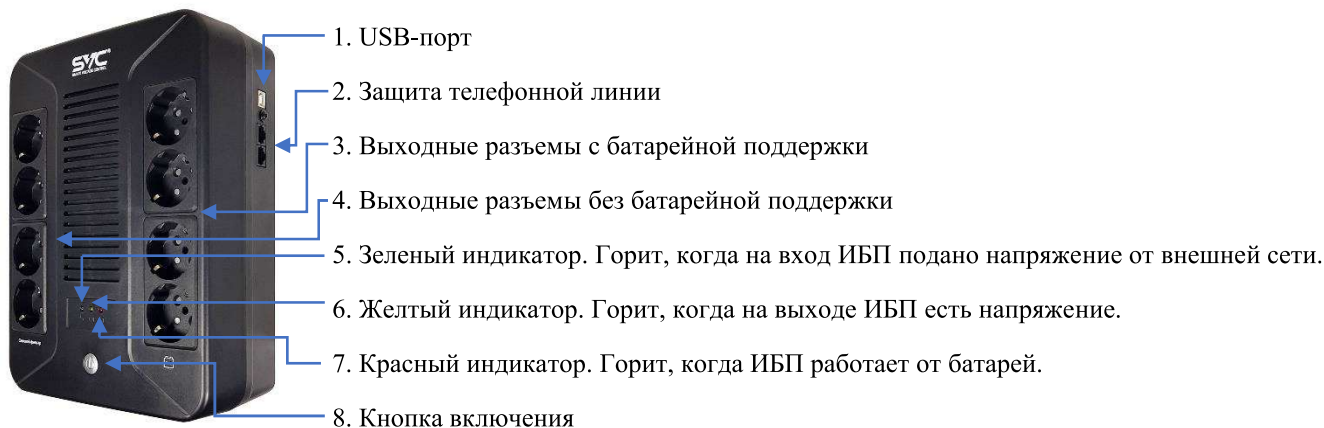 SVC
1. USB-порт
2. Защита телефонной линии
3. Выходные разъемы с батарейной поддержки
4. Выходные разъемы без батарейной поддержки
5. Зеленый индикатор. Горит, когда на вход ИБП подано напряжение от внешней сети.
6. Желтый индикатор. Горит, когда на выходе ИБП есть напряжение.
7. Красный индикатор. Горит, когда ИБП работает от батарей.
8. Кнопка включения